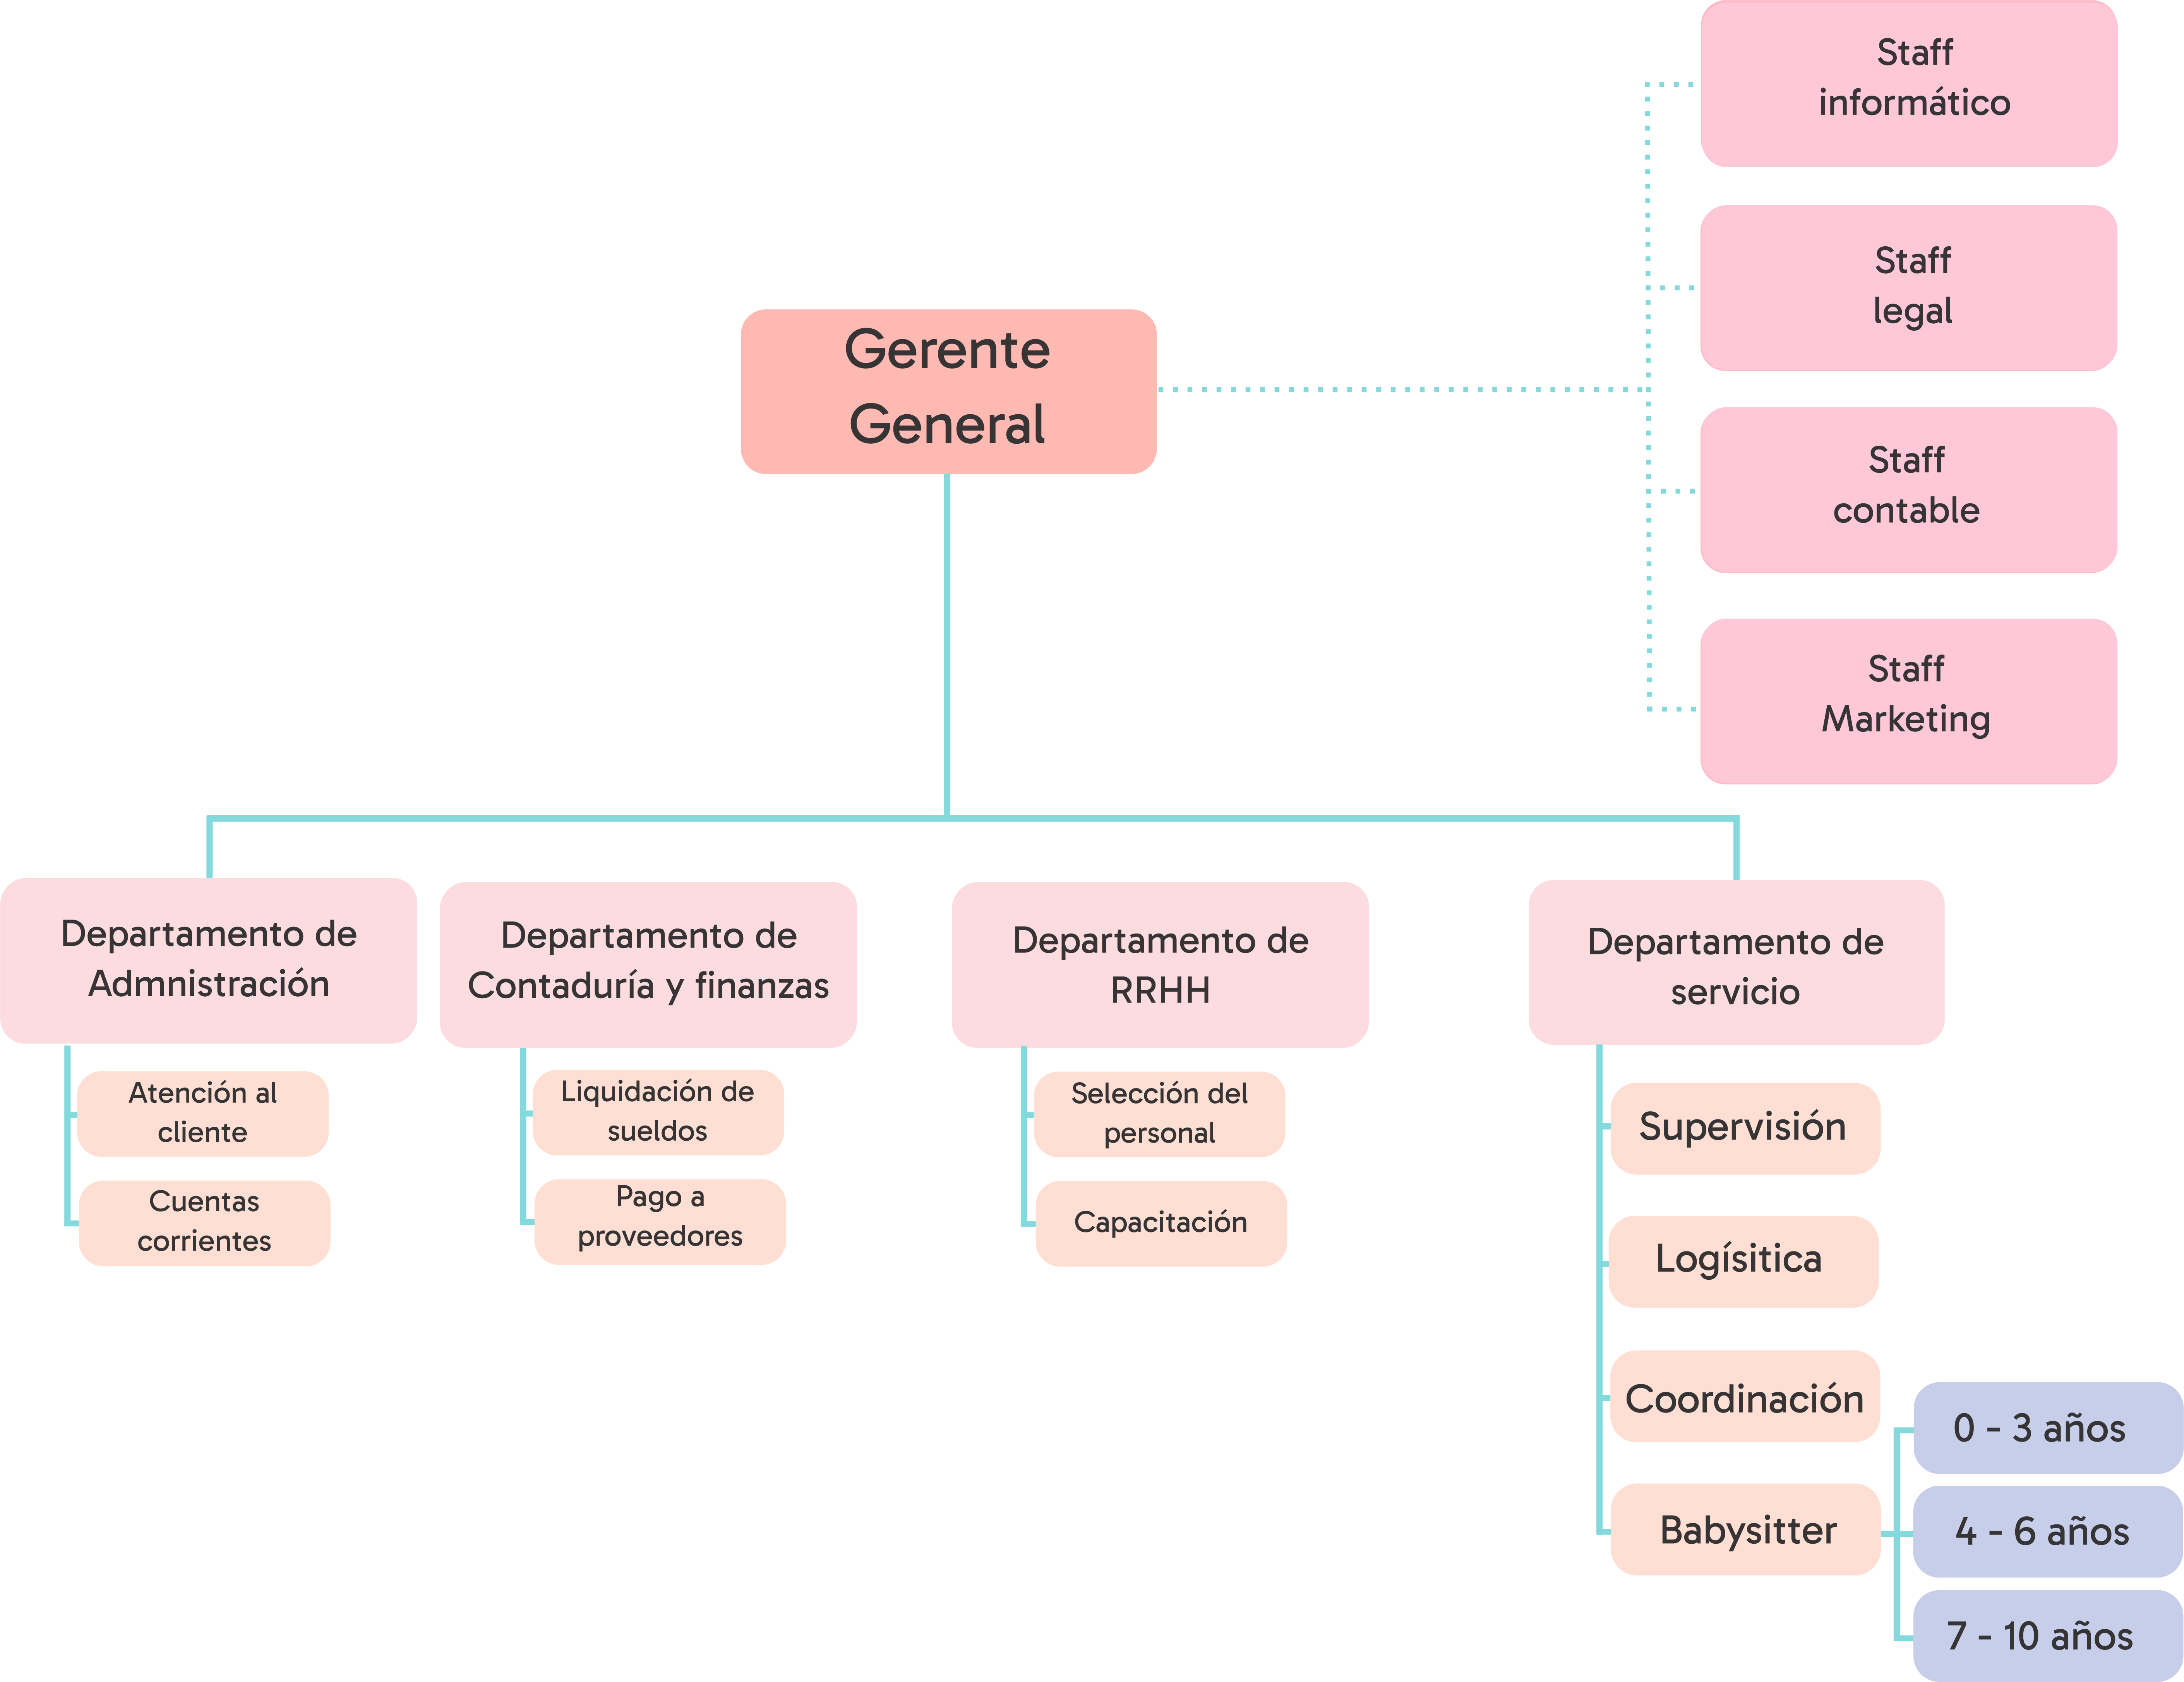 Staff
informático
Staff
legal
Gerente
General
Staff
contable
Staff
Marketing
Departamento de
Admnistración
Departamento de
Contaduría y finanzas
Departamento de
RRHH
Departamento de
servicio
Atención al
cliente
Cuentas
corrientes
Liquidación de
sueldos
Pago a
proveedores
Selección del
personal
Capacitación
Supervisión
Logísitica
Coordinación
Babysitter
0 - 3 años
4 - 6 años
7 - 10 años